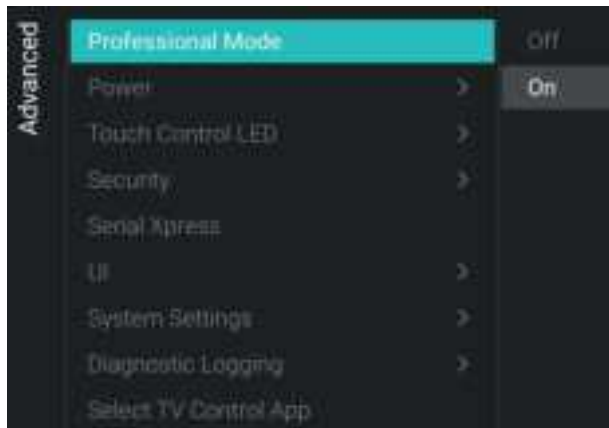 Advanced
Professional Mode
Off
Power
On
Touch Control LED
Security
Serial Xpress
UI
System Settings
Diagnostic Logging
Select TV Control App